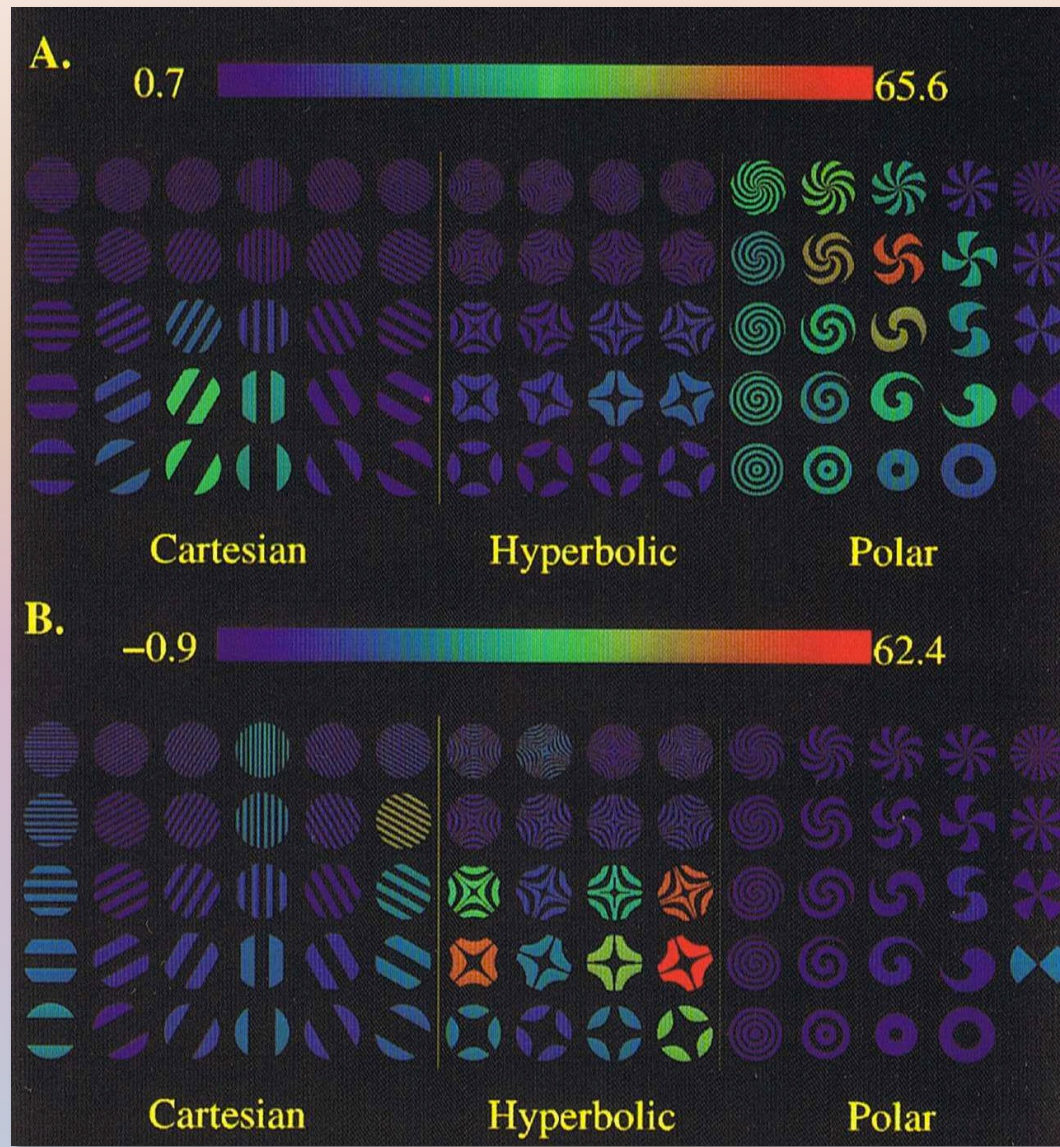 A.
0.7 65.6
Cartesian Hyperbolic Polar
B.
−0.9 62.4
Cartesian Hyperbolic Polar